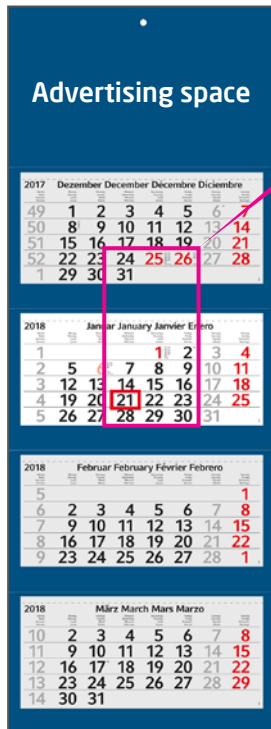 Advertising space
2017 Dezember December Décembre Diciembre
49 1 2 3 4 5 6 7
50 8 9 10 11 12 13 14
51 15 16 17 18 19 20 21
52 22 23 24 25 26 27 28
1 29 30 31
2018 Januar January Janvier Enero
1 1 2 3 4
2 5 6 7 8 9 10 11
3 12 13 14 15 16 17 18
4 19 20 21 22 23 24 25
5 26 27 28 29 30 31
2018 Februar February Février Febrero
5 1
6 2 3 4 5 6 7 8
7 9 10 11 12 13 14 15
8 16 17 18 19 20 21 22
9 23 24 25 26 27 28 1
2018 März March Mars Marzo
10 2 3 4 5 6 7 8
11 9 10 11 12 13 14 15
12 16 17 18 19 20 21 22
13 23 24 25 26 27 28 29
14 30 31